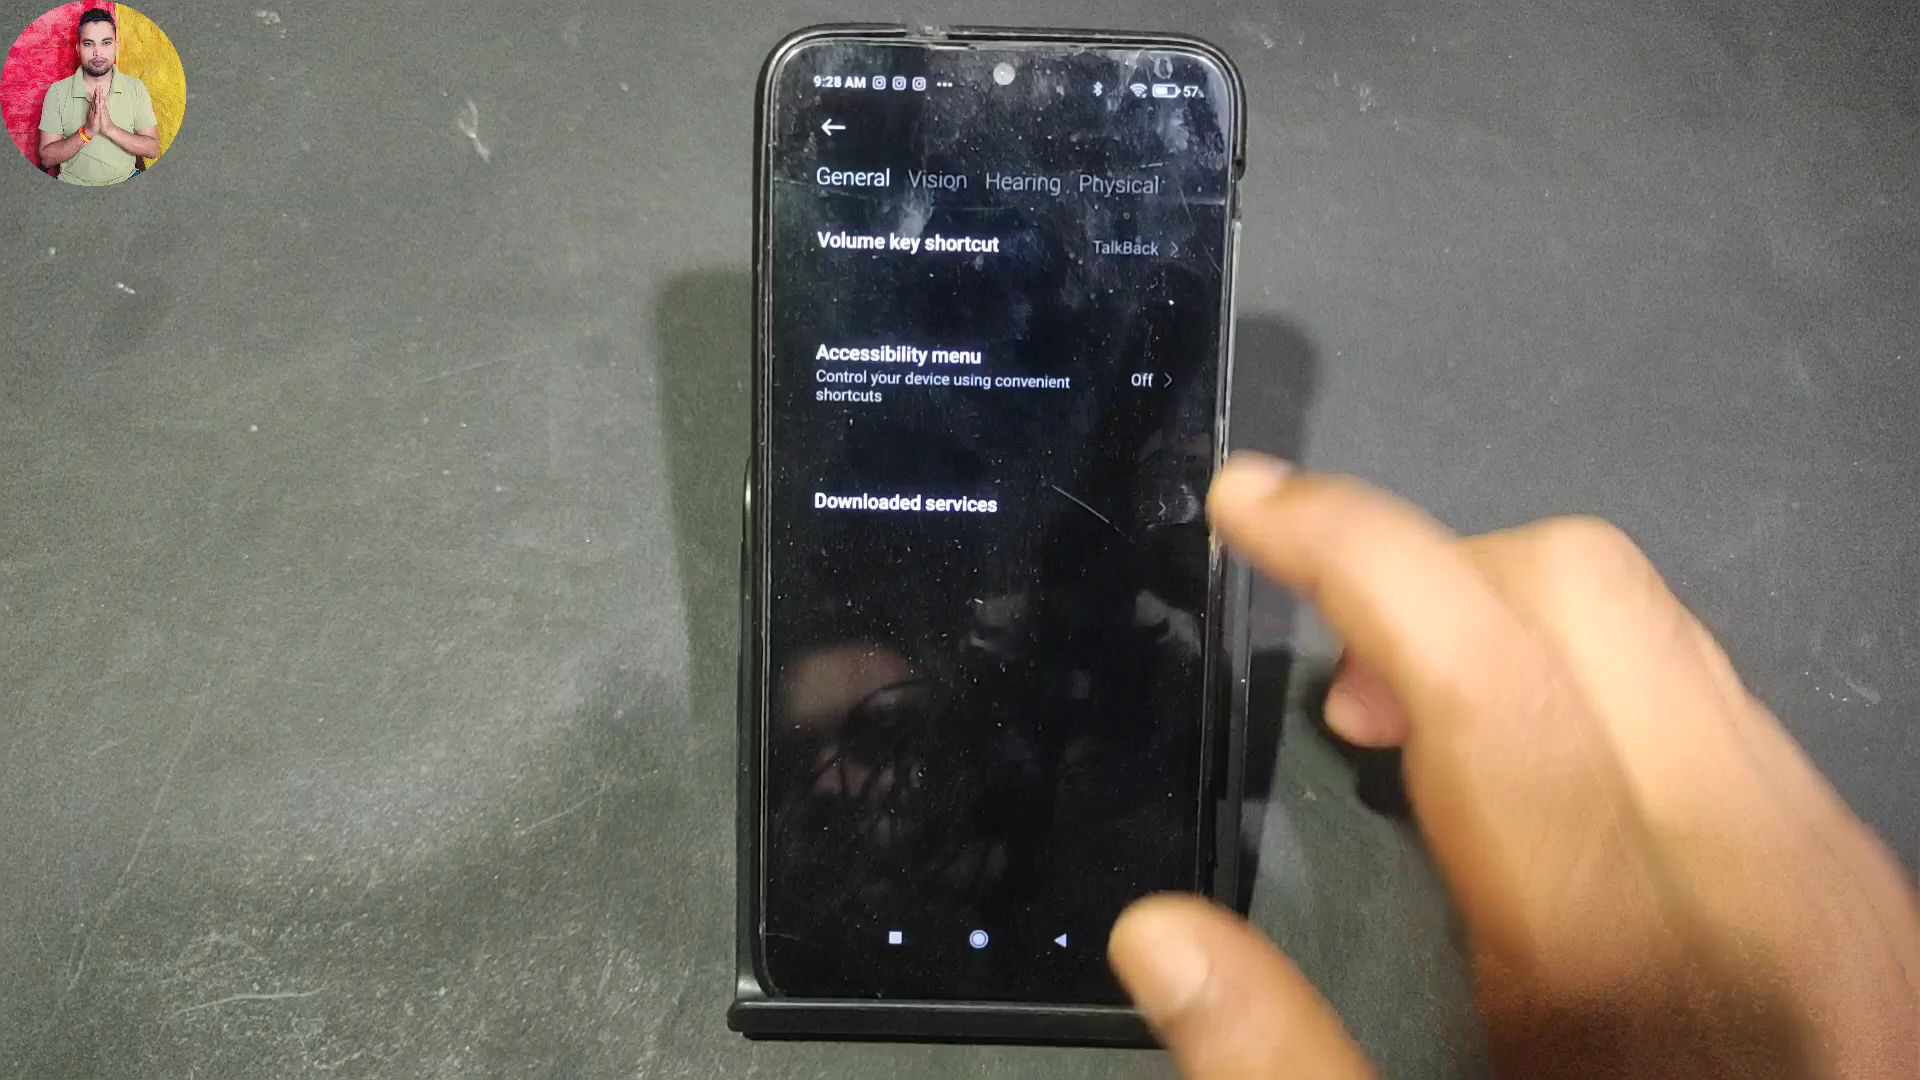 9:28 AM ... 57
General Vision Hearing Physical
Volume key shortcut TalkBack
Accessibility menu
Control your device using convenient
shortcuts
Off
Downloaded services